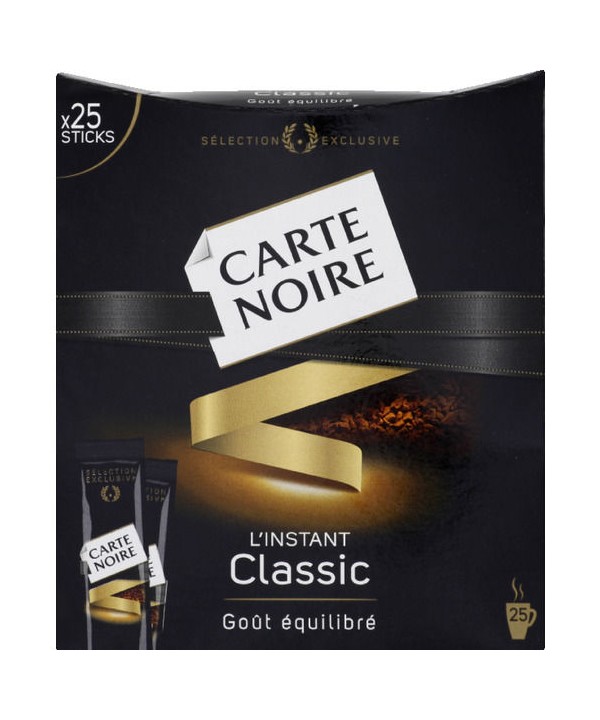 Classic
Goût équilibré
x25
STICKS
SÉLECTION EXCLUSIVE
CARTE
NOIRE
SÉLECTION
EXCLUSIVE
CARTE
NOIRE
L'INSTANT
Classic
Goût équilibré
25